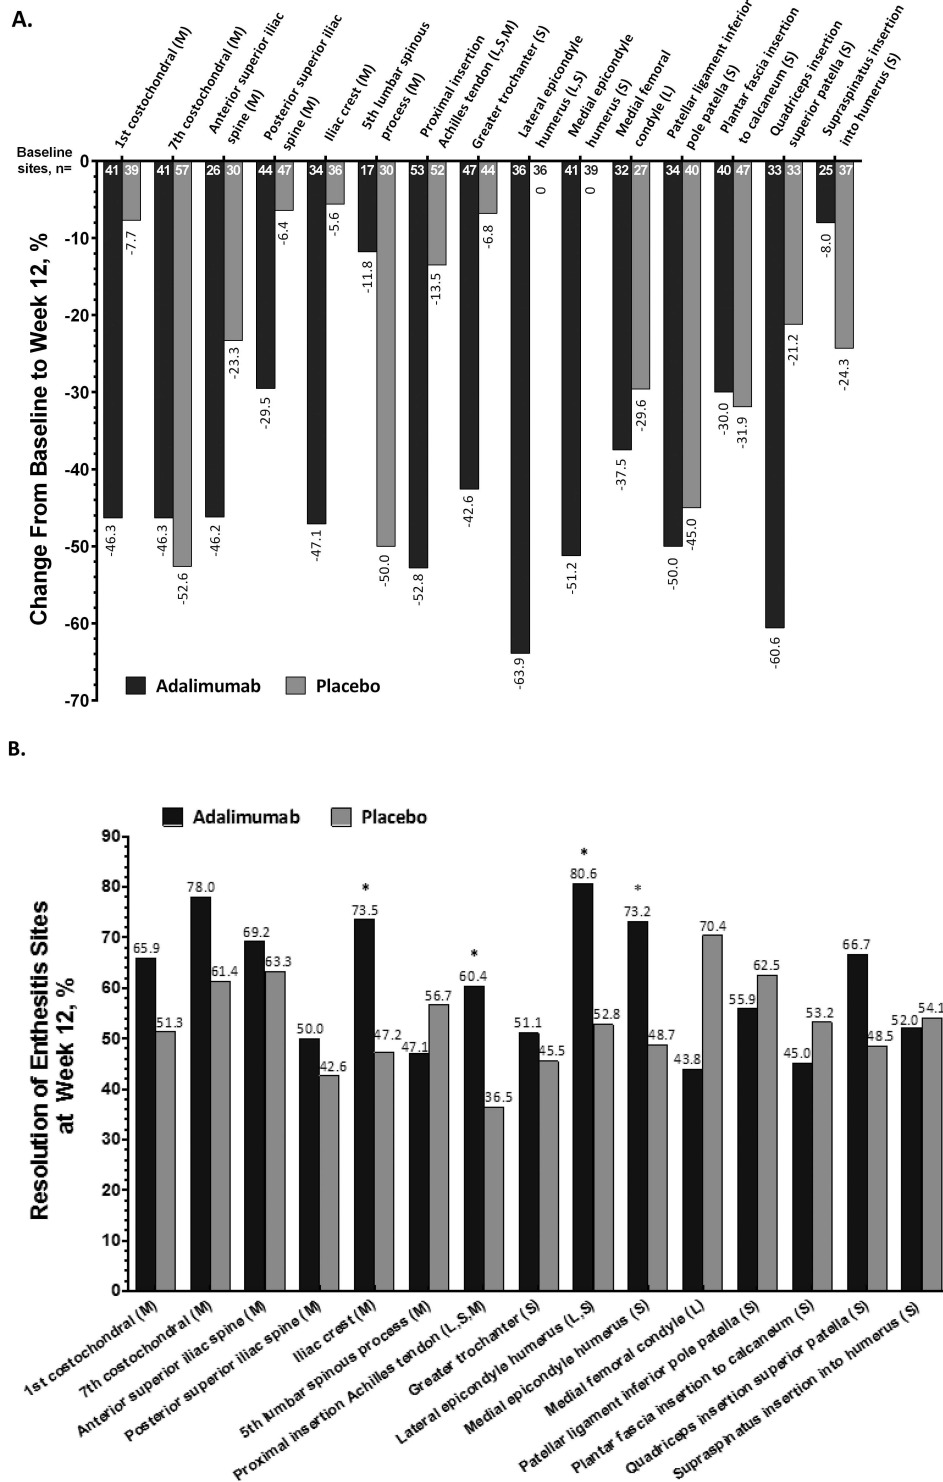 A.
1st costochondral (M)
7th costochondral (M)
Anterior superior iliac
spine (M)
Posterior superior iliac
spine (M)
Iliac crest (M)
5th lumbar spinous
process (M)
Proximal insertion
Achilles tendon (L,S,M)
Greater trochanter (S)
Lateral epicondyle
humerus (L,S)
Medial epicondyle
humerus (S)
Medial femoral
condyle (L)
Patellar ligament inferior
pole patella (S)
Plantar fascia insertion
to calcaneum (S)
Quadriceps insertion
superior patella (S)
Supraspinatus insertion
into humerus (S)
Baseline
sites, n=
41 39 41 57 26 30 44 47 34 36 17 30 53 52 47 44 36 36 41 39 32 27 34 40 40 47 33 33 25 37
0
-10
-20
-30
-40
-50
-60
-70
Change From Baseline to Week 12, %
-46.3
-7.7
-46.3
-52.6
-46.2
-23.3
-29.5
-6.4
-47.1
-5.6
-11.8
-50.0
-52.8
-13.5
-42.6
-6.8
-63.9
0
-51.2
0
-37.5
-29.6
-50.0
-45.0
-30.0
-31.9
-60.6
-21.2
-8.0
-24.3
Adalimumab Placebo
B.
Adalimumab Placebo
Resolution of Enthesitis Sites
at Week 12, %
90
80
70
60
50
40
30
20
10
0
65.9
51.3
78.0
61.4
69.2
63.3
50.0
42.6
*
73.5
47.2
47.1
56.7
*
60.4
36.5
51.1
45.5
*
80.6
52.8
*
73.2
48.7
43.8
70.4
55.9
62.5
45.0
53.2
66.7
48.5
52.0
54.1
1st costochondral (M)
7th costochondral (M)
Anterior superior iliac spine (M)
Posterior superior iliac spine (M)
Iliac crest (M)
5th lumbar spinous process (M)
Proximal insertion Achilles tendon (L,S,M)
Greater trochanter (S)
Lateral epicondyle humerus (L,S)
Medial epicondyle humerus (S)
Medial femoral condyle (L)
Patellar ligament inferior pole patella (S)
Plantar fascia insertion to calcaneum (S)
Quadriceps insertion superior patella (S)
Supraspinatus insertion into humerus (S)